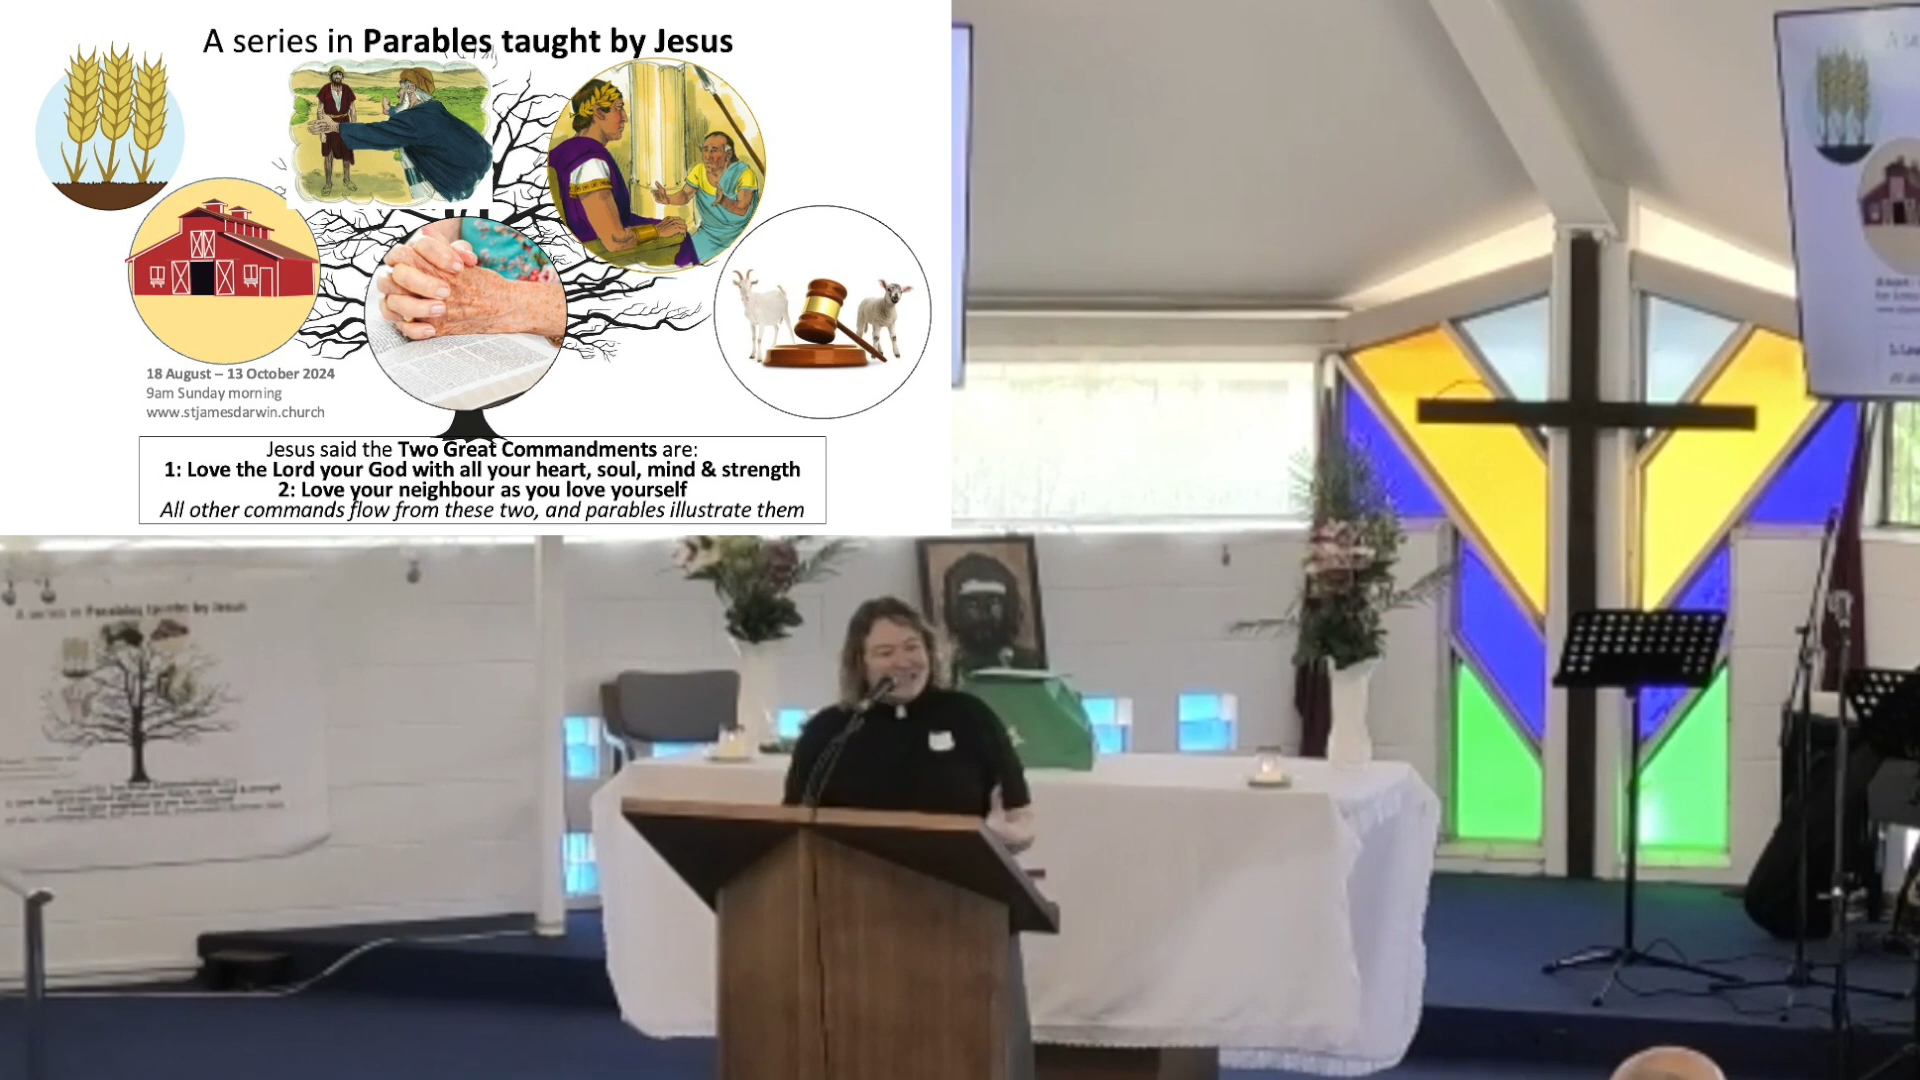 A series in Parables taught by Jesus
18 August – 13 October 2024
9am Sunday morning
www.stjamesdarwin.church
Jesus said the Two Great Commandments are:
1: Love the Lord your God with all your heart, soul, mind & strength
2: Love your neighbour as you love yourself
All other commands flow from these two, and parables illustrate them
A series in Parables taught by Jesus